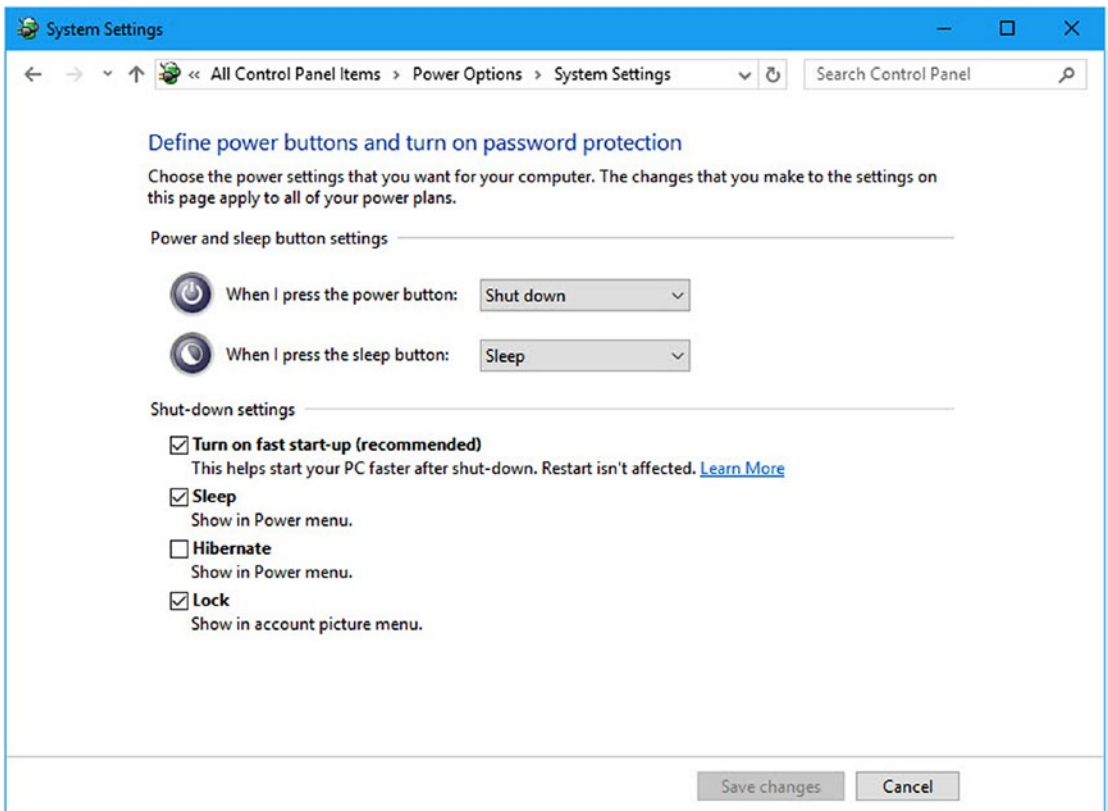 System Settings
« All Control Panel Items > Power Options > System Settings
Search Control Panel
Define power buttons and turn on password protection
Choose the power settings that you want for your computer. The changes that you make to the settings on
this page apply to all of your power plans.
Power and sleep button settings
When I press the power button: Shut down
When I press the sleep button: Sleep
Shut-down settings
Turn on fast start-up (recommended)
This helps start your PC faster after shut-down. Restart isn't affected. Learn More
Sleep
Show in Power menu.
Hibernate
Show in Power menu.
Lock
Show in account picture menu.
Save changes Cancel